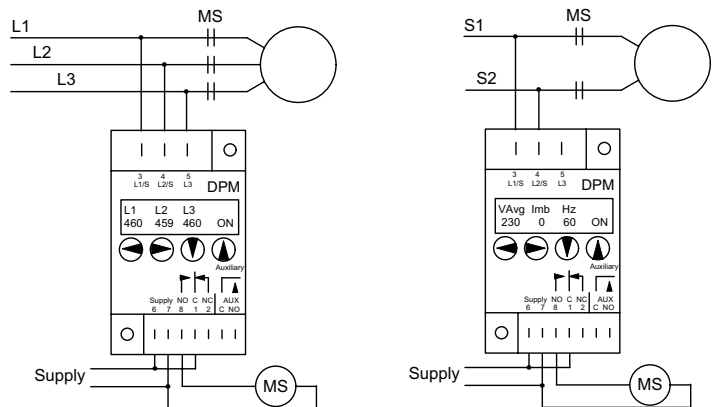 MS
L1
L2
L3
3 4 5
L1/S L2/S L3
DPM
L1 L2 L3
460 459 460 ON
Auxiliary
Supply NO C NC AUX
6 7 8 1 2 C NO
Supply
MS
MS
S1
S2
3 4 5
L1/S L2/S L3
DPM
VAvg Imb Hz
230 0 60 ON
Auxiliary
Supply NO C NC AUX
6 7 8 1 2 C NO
Supply
MS